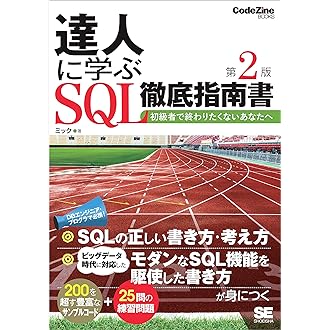 CodeZine
BOOKS
達人
に学ぶ
第2版
SQL徹底指南書
初級者で終わりたくないあなたへ
ミック 著
DBエンジニア・
プログラマ必携!
SQLの正しい書き方・考え方
ビッグデータ
時代に対応した
モダンなSQL機能を
駆使した書き方
200を
超す豊富な
サンプルコード
+
25問の
練習問題
が身につく
SE
SHOEISHA